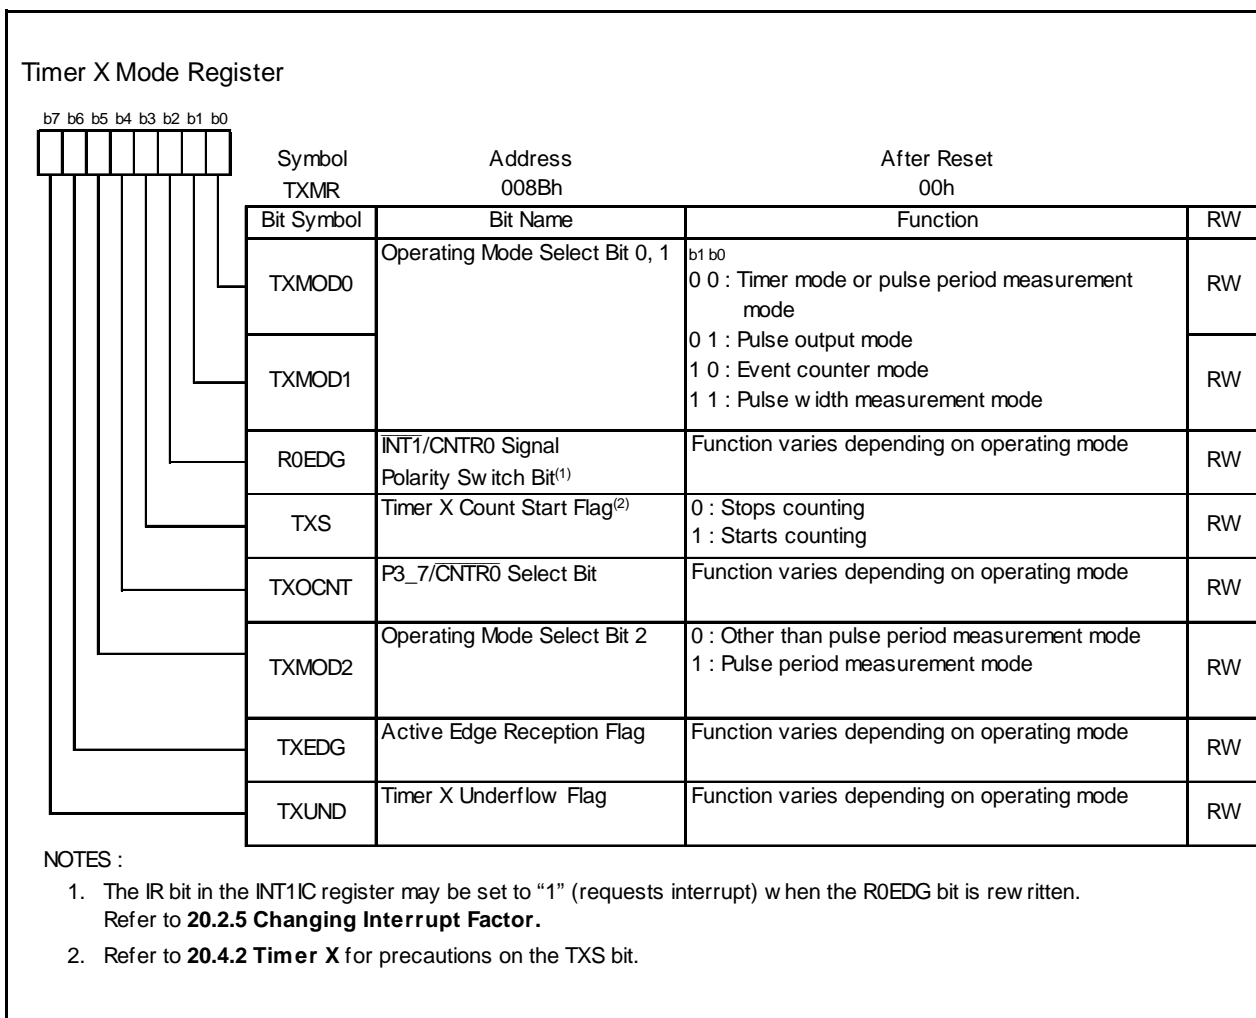 Timer X Mode Register
b7 b6 b5 b4 b3 b2 b1 b0
Symbol Address After Reset
TXMR 008Bh 00h
Bit Symbol Bit Name Function RW
TXMOD0 Operating Mode Select Bit 0, 1 b1 b0
0 0 : Timer mode or pulse period measurement
mode
RW
0 1 : Pulse output mode
TXMOD1 1 0 : Event counter mode RW
1 1 : Pulse width measurement mode
R0EDG INT1/CNTR0 Signal Function varies depending on operating mode RW
Polarity Switch Bit(1)
TXS Timer X Count Start Flag(2) 0 : Stops counting RW
1 : Starts counting
TXOCNT P3_7/CNTR0 Select Bit Function varies depending on operating mode RW
TXMOD2 Operating Mode Select Bit 2 0 : Other than pulse period measurement mode RW
1 : Pulse period measurement mode
TXEDG Active Edge Reception Flag Function varies depending on operating mode RW
TXUND Timer X Underflow Flag Function varies depending on operating mode RW
NOTES :
1. The IR bit in the INT1IC register may be set to “1” (requests interrupt) when the R0EDG bit is rewritten.
Refer to 20.2.5 Changing Interrupt Factor.
2. Refer to 20.4.2 Timer X for precautions on the TXS bit.